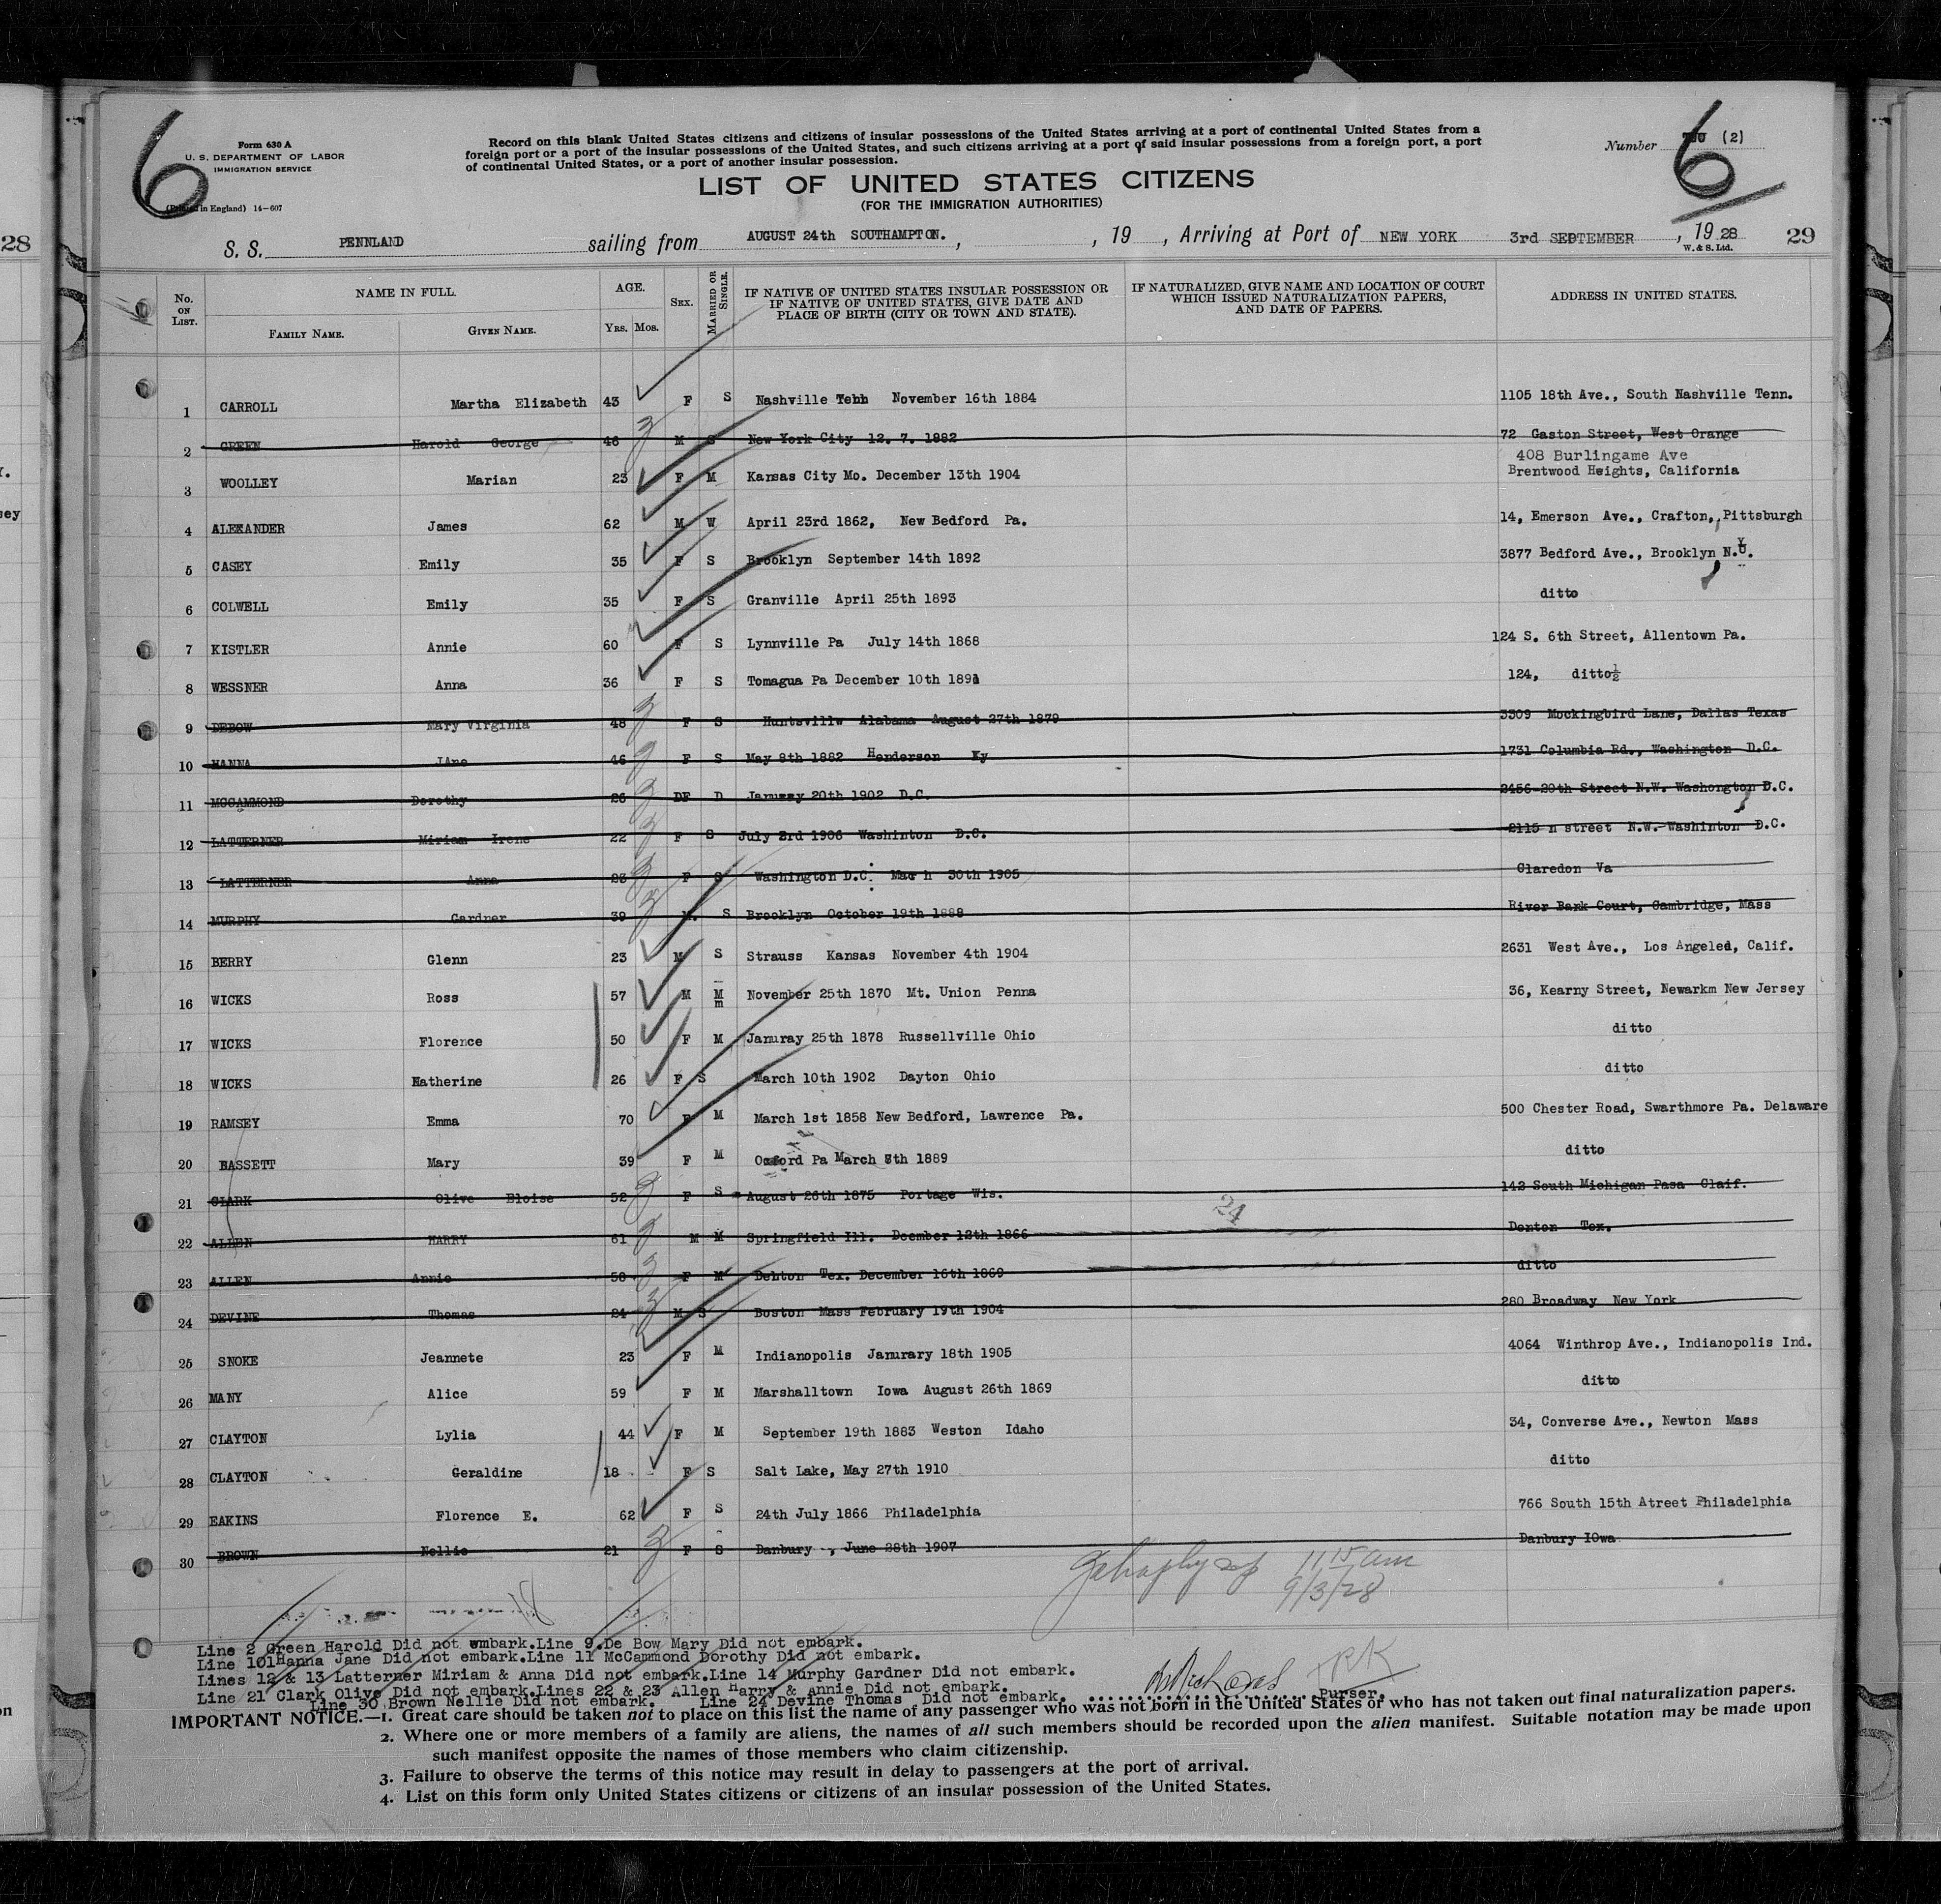 6
Form 630 A
U. S. DEPARTMENT OF LABOR
IMMIGRATION SERVICE
(Printed in England) 14-607
Record on this blank United States citizens and citizens of insular possessions of the United States arriving at a port of continental United States from a
foreign port or a port of the insular possessions of the United States, and such citizens arriving at a port of said insular possessions from a foreign port, a port
of continental United States, or a port of another insular possession.
Number (2)
6
LIST OF UNITED STATES CITIZENS
(FOR THE IMMIGRATION AUTHORITIES)
28
S. S. PENNLAND sailing from AUGUST 24th SOUTHAMPTON. , , 19 , Arriving at Port of NEW YORK 3rd SEPTEMBER , 19 28
W. & S. Ltd.
29
No. ON LIST. NAME IN FULL. FAMILY NAME. GIVEN NAME. AGE. YRS. MOS. SEX. MARRIED OR SINGLE. IF NATIVE OF UNITED STATES INSULAR POSSESSION OR IF NATIVE OF UNITED STATES, GIVE DATE AND PLACE OF BIRTH (CITY OR TOWN AND STATE). IF NATURALIZED, GIVE NAME AND LOCATION OF COURT WHICH ISSUED NATURALIZATION PAPERS, AND DATE OF PAPERS. ADDRESS IN UNITED STATES.
1 CARROLL Martha Elizabeth 43 F S Nashville Tehh November 16th 1884 1105 18th Ave., South Nashville Tenn.
2 GREEN Harold George 46 M S New York City 12. 7. 1882 72 Gaston Street, West Orange
3 WOOLLEY Marian 23 F M Kansas City Mo. December 13th 1904 408 Burlingame Ave
Brentwood Heights, California
4 ALEXANDER James 62 M W April 23rd 1862, New Bedford Pa. 14, Emerson Ave., Crafton, Pittsburgh
5 CASEY Emily 35 F S Brooklyn September 14th 1892 3877 Bedford Ave., Brooklyn N.Y.
6 COLWELL Emily 35 F S Granville April 25th 1893 ditto
7 KISTLER Annie 60 F S Lynnville Pa July 14th 1868 124 S. 6th Street, Allentown Pa.
8 WESSNER Anna 36 F S Tomagua Pa December 10th 1891 124, ditto½
9 DEBOW Mary Virginia 48 F S Huntsvillw Alabama August 27th 1879 3309 Mockingbird Lane, Dallas Texas
10 HANNA JAne 46 F S May 8th 1882 Henderson Ky 1731 Columbia Rd., Washington D.C.
11 MCCAMMOND Dorothy 26 DF D January 20th 1902 D.C. 2456-20th Street N.W. Washongton D.C.
12 LATTERNER Miriam Irene 22 F S July 3rd 1906 Washinton D.C. 2115 n street N.W. Washinton D.C.
13 LATTERNER Anna 23 F S Washington D.C. March 30th 1905 Claredon Va
14 MURPHY Gardner 39 M. S Brooklyn October 19th 1888 River Bank Court, Cambridge, Mass
15 BERRY Glenn 23 M S Strauss Kansas November 4th 1904 2631 West Ave., Los Angeled, Calif.
16 WICKS Ross 57 M M m November 25th 1870 Mt. Union Penna 36, Kearny Street, Newarkm New Jersey
17 WICKS Florence 50 F M Januray 25th 1878 Russellville Ohio ditto
18 WICKS Katherine 26 F S March 10th 1902 Dayton Ohio ditto
19 RAMSEY Emma 70 F M March 1st 1858 New Bedford, Lawrence Pa. 500 Chester Road, Swarthmore Pa. Delaware
20 BASSETT Mary 39 F M Oxford Pa March 8th 1889 ditto
21 CLARK Olive Eloise 52 F S August 26th 1875 Portage Wis. 142 South Michigan Pasa Claif.
24
22 ALLEN HARRY 61 M M Springfield Ill. Dcember 12th 1866 Denton Tex.
23 ALLEN Annie 58 F M Dehton Tex. December 16th 1869 ditto
24 DEVINE Thomas 24 M S Boston Mass February 19th 1904 280 Broadway New York
25 SNOKE Jeannete 23 F M Indianopolis Janurary 18th 1905 4064 Winthrop Ave., Indianopolis Ind.
26 MANY Alice 59 F M Marshalltown Iowa August 26th 1869 ditto
27 CLAYTON Lylia 44 F M September 19th 1883 Weston Idaho 34, Converse Ave., Newton Mass
28 CLAYTON Geraldine 18 F S Salt Lake, May 27th 1910 ditto
29 EAKINS Florence E. 62 F S 24th July 1866 Philadelphia 766 South 15th Atreet Philadelphia
30 BROWN Nellie 21 F S Danbury , June 28th 1907 Danbury IOwa
11 15 am
9/3/28
Line 2 Green Harold Did not embark.Line 9.De Bow Mary Did not embark.
Line 101Hanna Jane Did not embark.Line 11 McCammond Dorothy Did not embark.
Lines 12 & 13 Latterner Miriam & Anna Did not embark.Line 14 Murphy Gardner Did not embark.
Line 21 Clark Olive Did not embark.Lines 22 & 23 Allen Harry & Annie Did not embark.
Line 30 Brown Nellie Did not embark. Line 24 Devine Thomas Did not embark.
Purser.
IMPORTANT NOTICE.—1. Great care should be taken not to place on this list the name of any passenger who was not born in the United States or who has not taken out final naturalization papers.
2. Where one or more members of a family are aliens, the names of all such members should be recorded upon the alien manifest. Suitable notation may be made upon
such manifest opposite the names of those members who claim citizenship.
3. Failure to observe the terms of this notice may result in delay to passengers at the port of arrival.
4. List on this form only United States citizens or citizens of an insular possession of the United States.